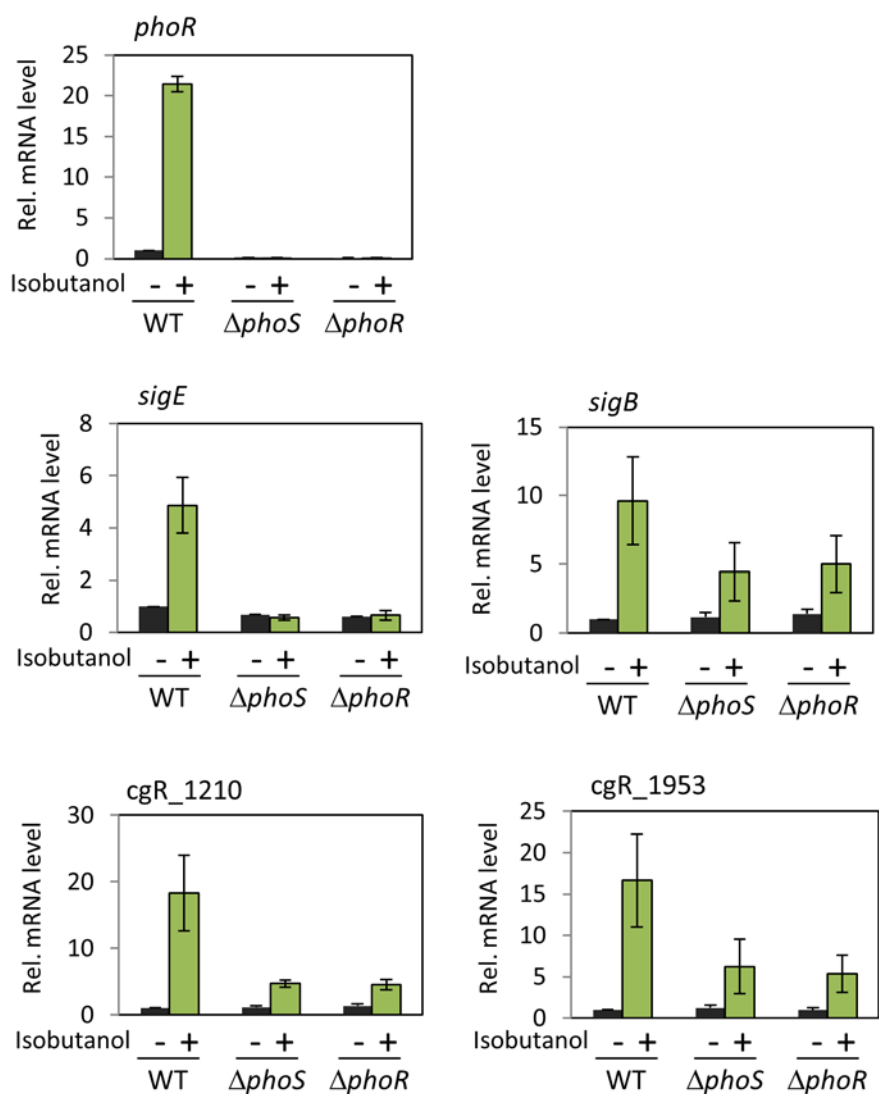 phoR
25
20
15
10
5
0
Rel. mRNA level
Isobutanol - + - + - +
WT ΔphoS ΔphoR
sigE
8
6
4
2
0
Rel. mRNA level
Isobutanol - + - + - +
WT ΔphoS ΔphoR
sigB
15
10
5
0
Rel. mRNA level
Isobutanol - + - + - +
WT ΔphoS ΔphoR
cgR_1210
30
20
10
0
Rel. mRNA level
Isobutanol - + - + - +
WT ΔphoS ΔphoR
cgR_1953
25
20
15
10
5
0
Rel. mRNA level
Isobutanol - + - + - +
WT ΔphoS ΔphoR